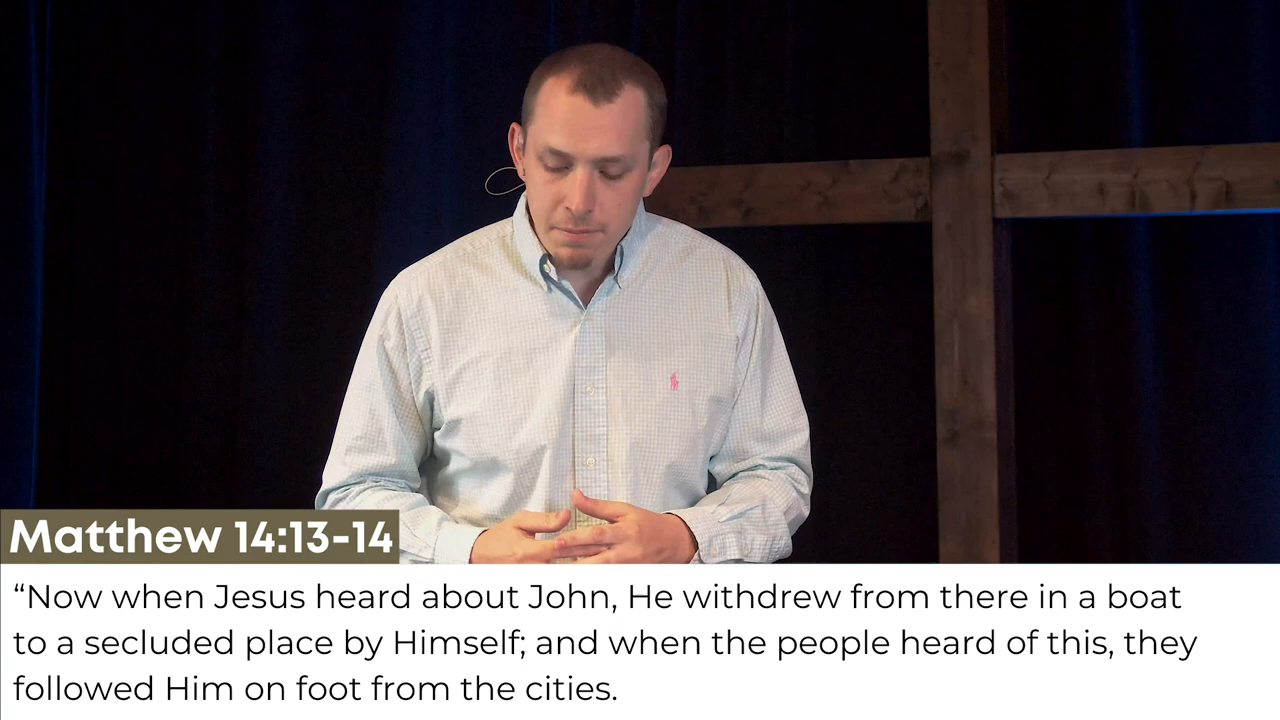 Matthew 14:13-14
“Now when Jesus heard about John, He withdrew from there in a boat
to a secluded place by Himself; and when the people heard of this, they
followed Him on foot from the cities.